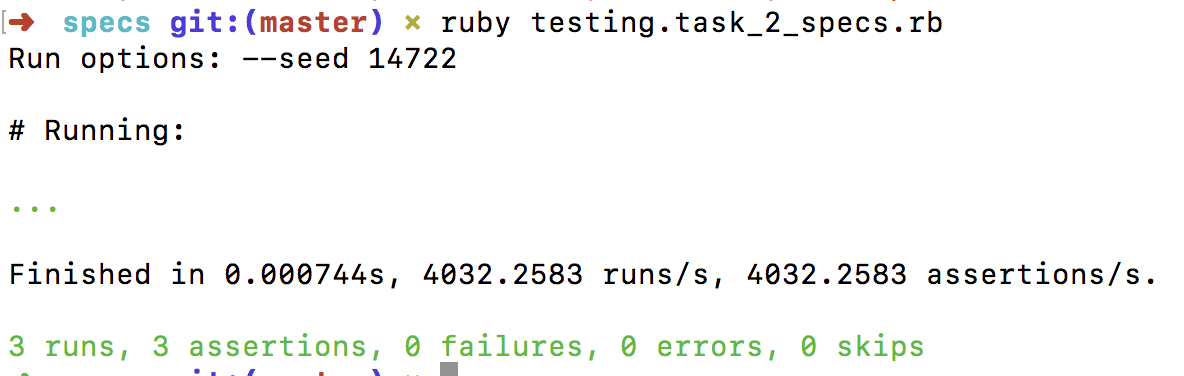 ➜  specs git:(master) ✗ ruby testing.task_2_specs.rb
Run options: --seed 14722
# Running:
...
Finished in 0.000744s, 4032.2583 runs/s, 4032.2583 assertions/s.
3 runs, 3 assertions, 0 failures, 0 errors, 0 skips